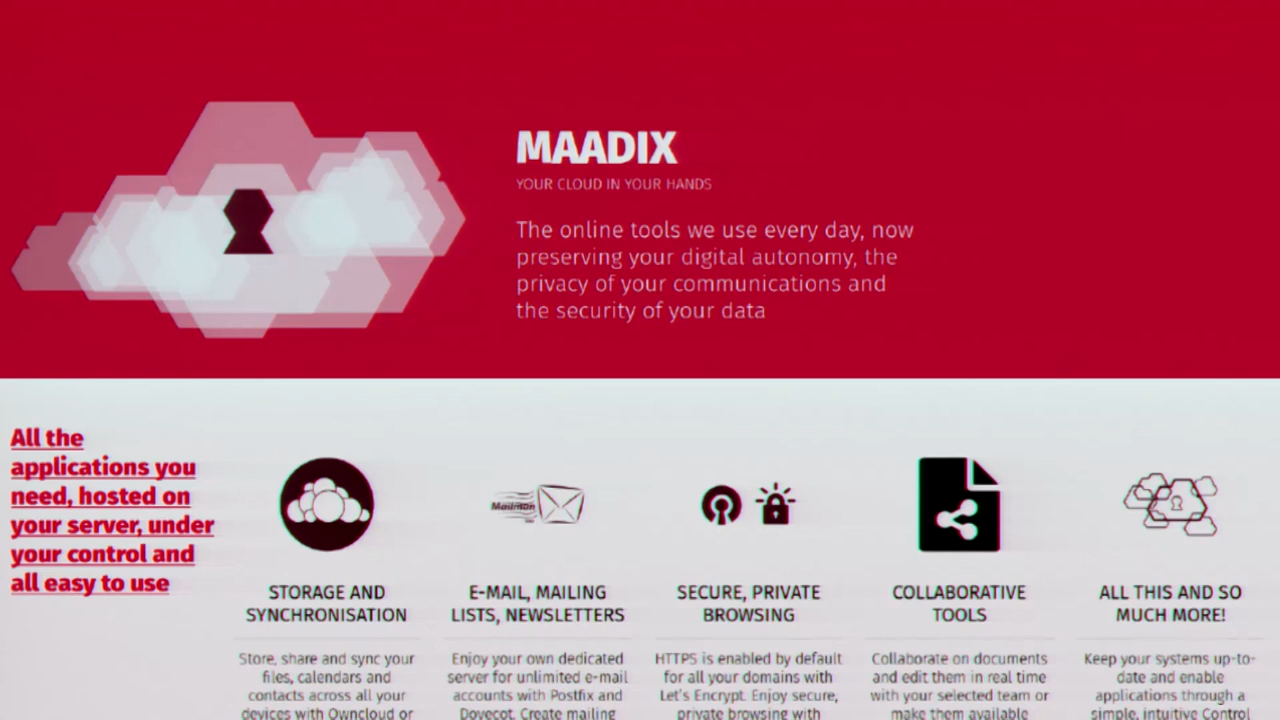 MAADIX
YOUR CLOUD IN YOUR HANDS
The online tools we use every day, now
preserving your digital autonomy, the
privacy of your communications and
the security of your data
All the
applications you
need, hosted on
your server, under
your control and
all easy to use
STORAGE AND
SYNCHRONISATION
Store, share and sync your
files, calendars and
contacts across all your
devices with Owncloud or
Mailman
E-MAIL, MAILING
LISTS, NEWSLETTERS
Enjoy your own dedicated
server for unlimited e-mail
accounts with Postfix and
Dovecot. Create mailing
SECURE, PRIVATE
BROWSING
HTTPS is enabled by default
for all your domains with
Let's Encrypt. Enjoy secure,
private browsing with
COLLABORATIVE
TOOLS
Collaborate on documents
and edit them in real time
with your selected team or
make them available
ALL THIS AND SO
MUCH MORE!
Keep your systems up-to-
date and enable
applications through a
simple, intuitive Control